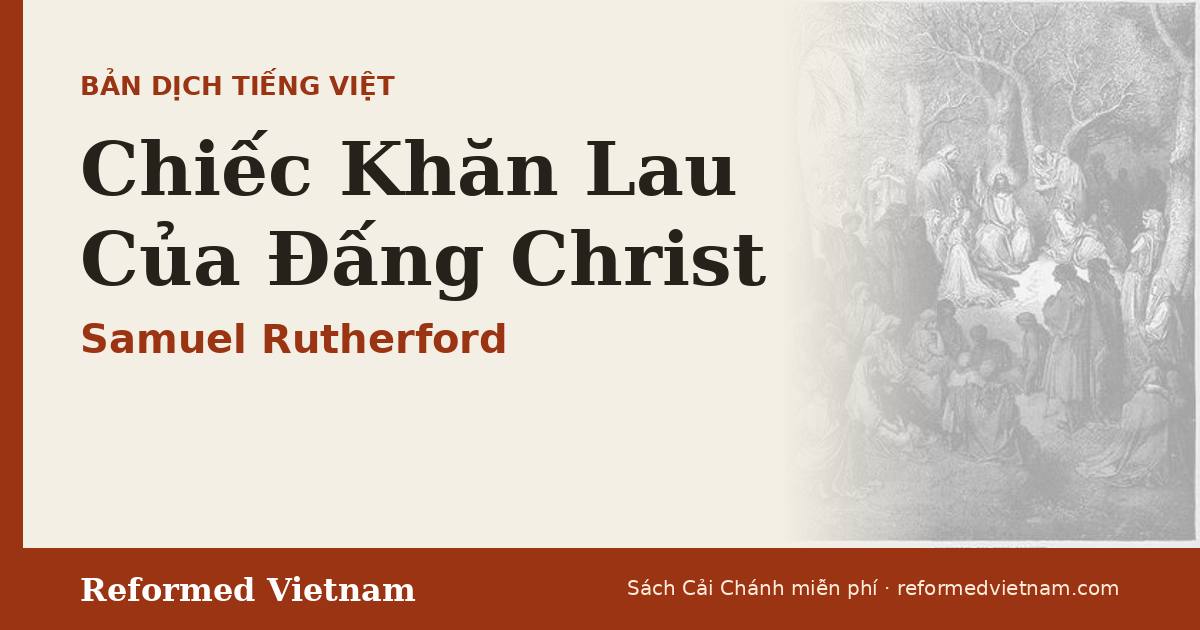 BẢN DỊCH TIẾNG VIỆT
Chiếc Khăn Lau
Của Đấng Christ
Samuel Rutherford
Reformed Vietnam
Sách Cải Chánh miễn phí · reformedvietnam.com